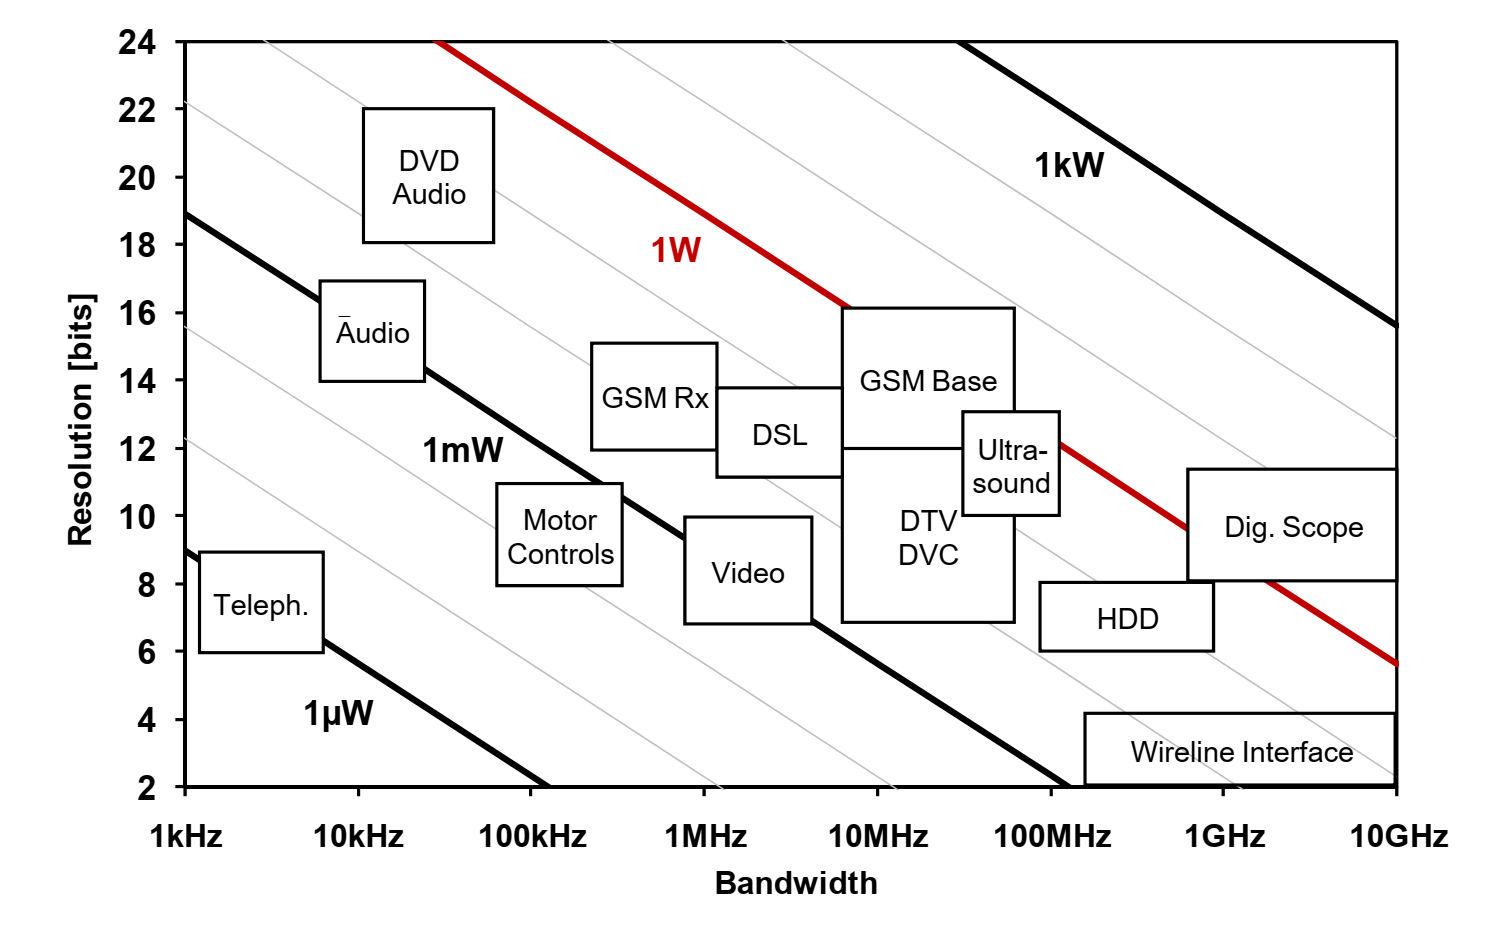 24
22
20
18
16
14
12
10
8
6
4
2
Resolution [bits]
DVD
Audio
1kW
1W
Audio
GSM Rx
GSM Base
DSL
1mW
Ultra-
sound
Motor
Controls
DTV
DVC
Dig. Scope
Video
Teleph.
HDD
1µW
Wireline Interface
1kHz
10kHz
100kHz
1MHz
10MHz
100MHz
1GHz
10GHz
Bandwidth